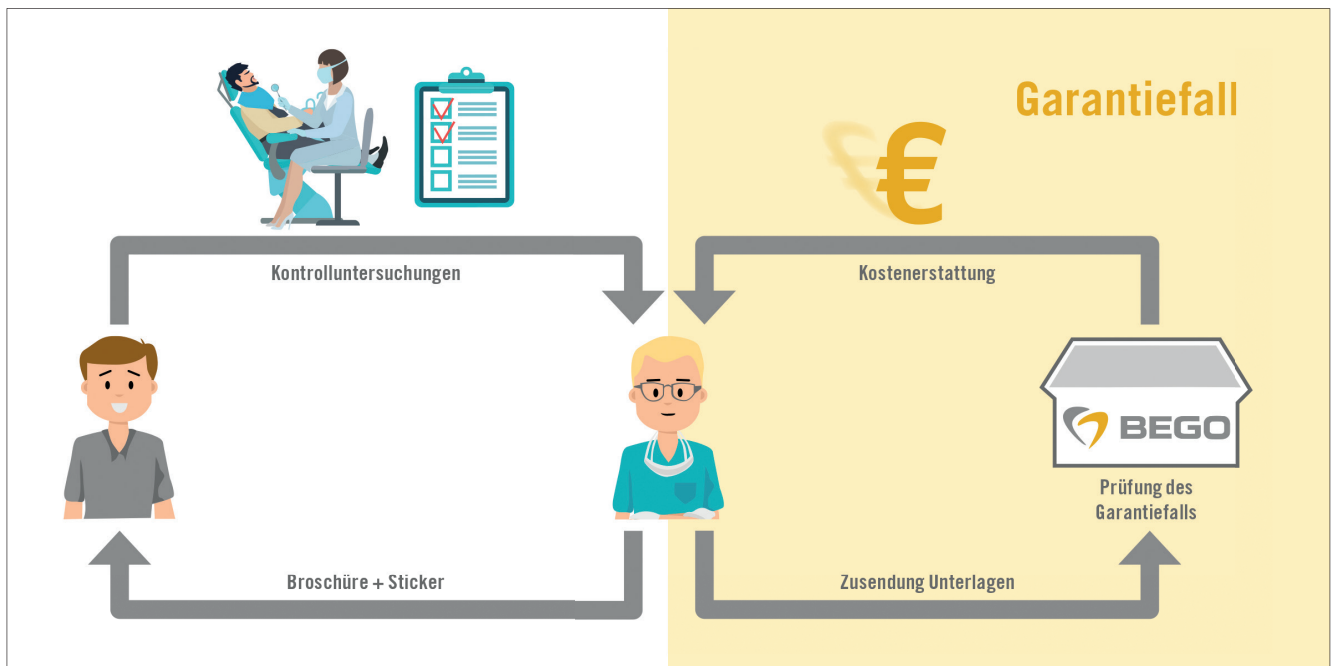 Garantiefall
€
Kontrolluntersuchungen
Kostenerstattung
BEGO
Prüfung des
Garantiefalls
Broschüre + Sticker
Zusendung Unterlagen